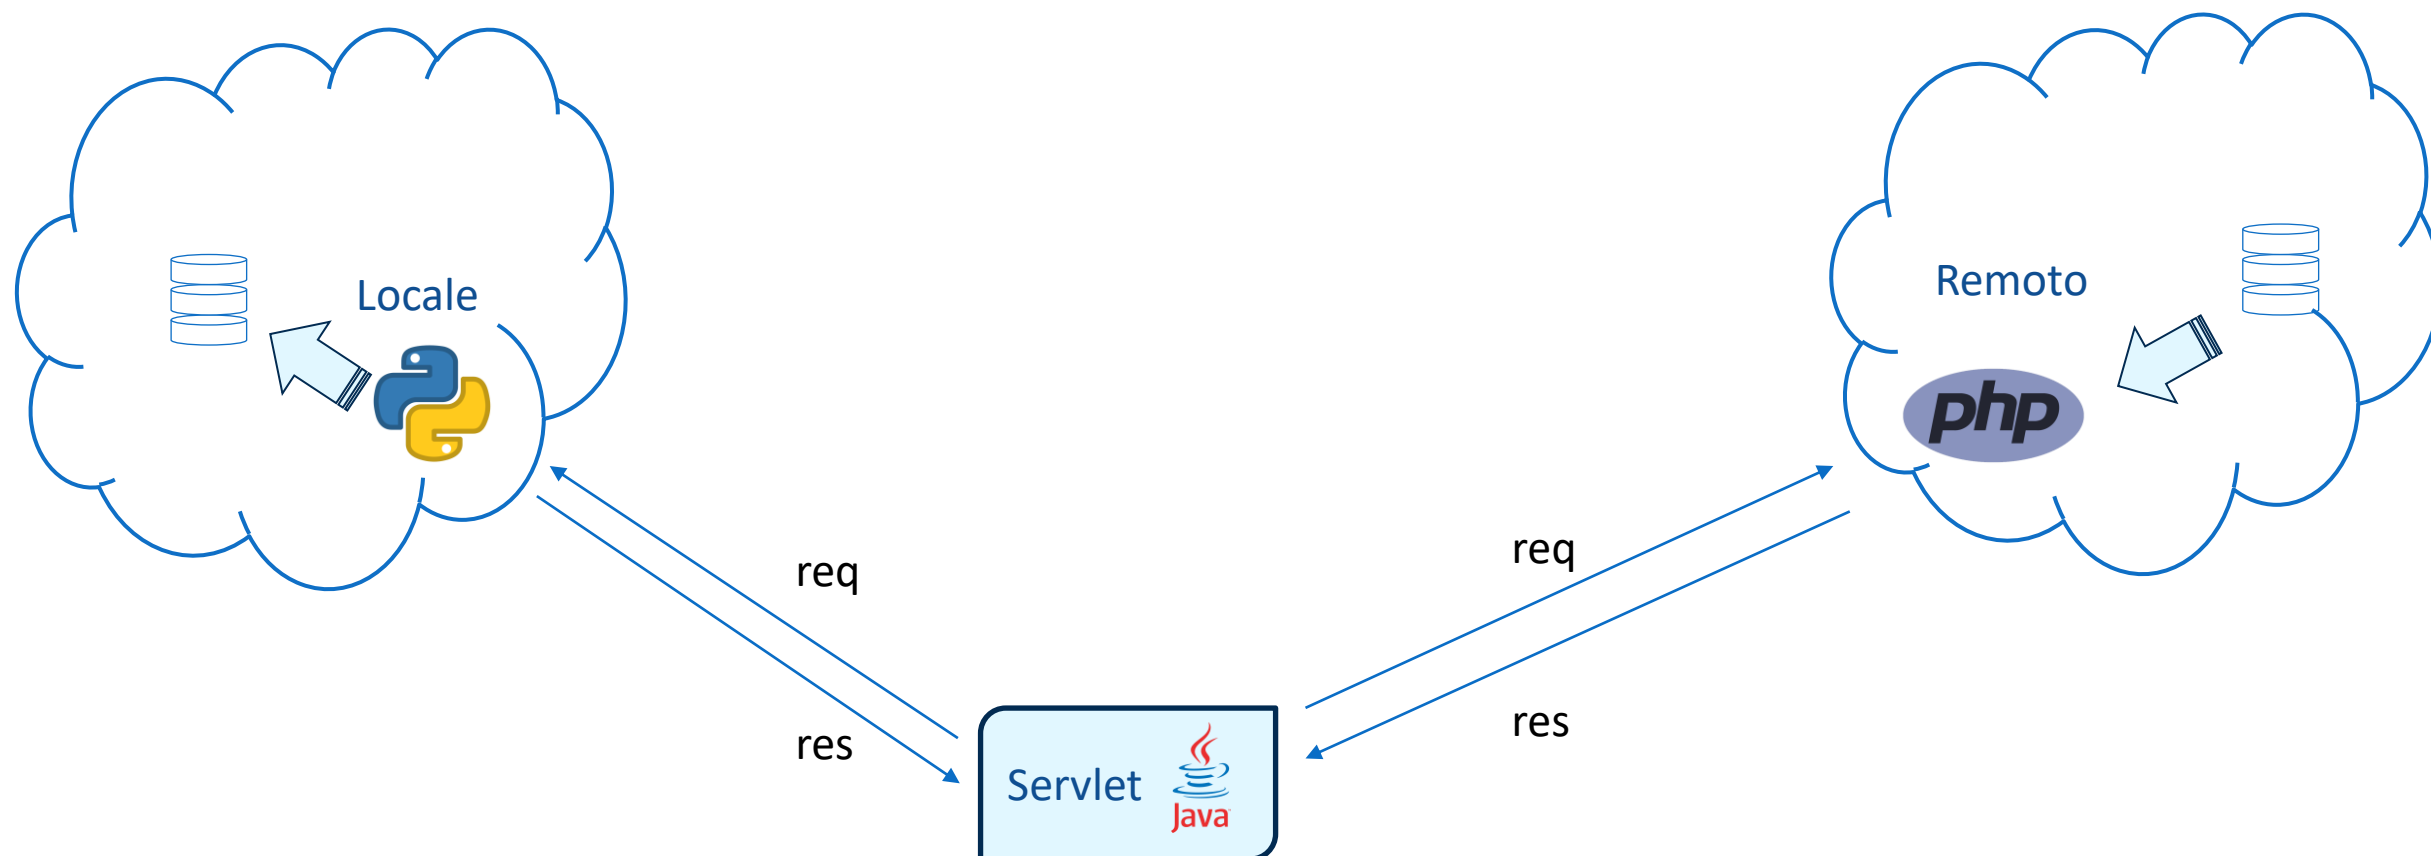 Locale
Remoto
php
req
req
res
res
Servlet
Java